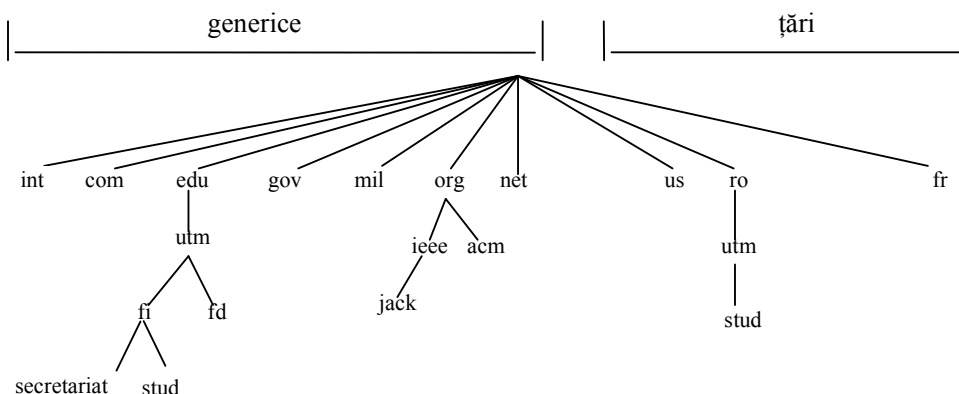 generice țări
int com edu gov mil org net us ro fr
utm ieee acm utm
fi fd jack stud
secretariat stud